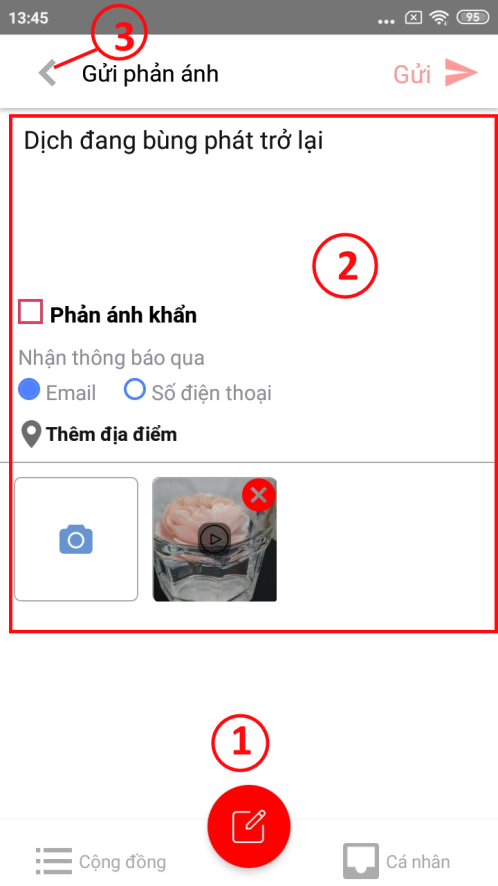 13:45
95
3
Gửi phản ánh
Gửi
Dịch đang bùng phát trở lại
2
Phản ánh khẩn
Nhận thông báo qua
Email
Số điện thoại
Thêm địa điểm
1
Cộng đồng
Cá nhân